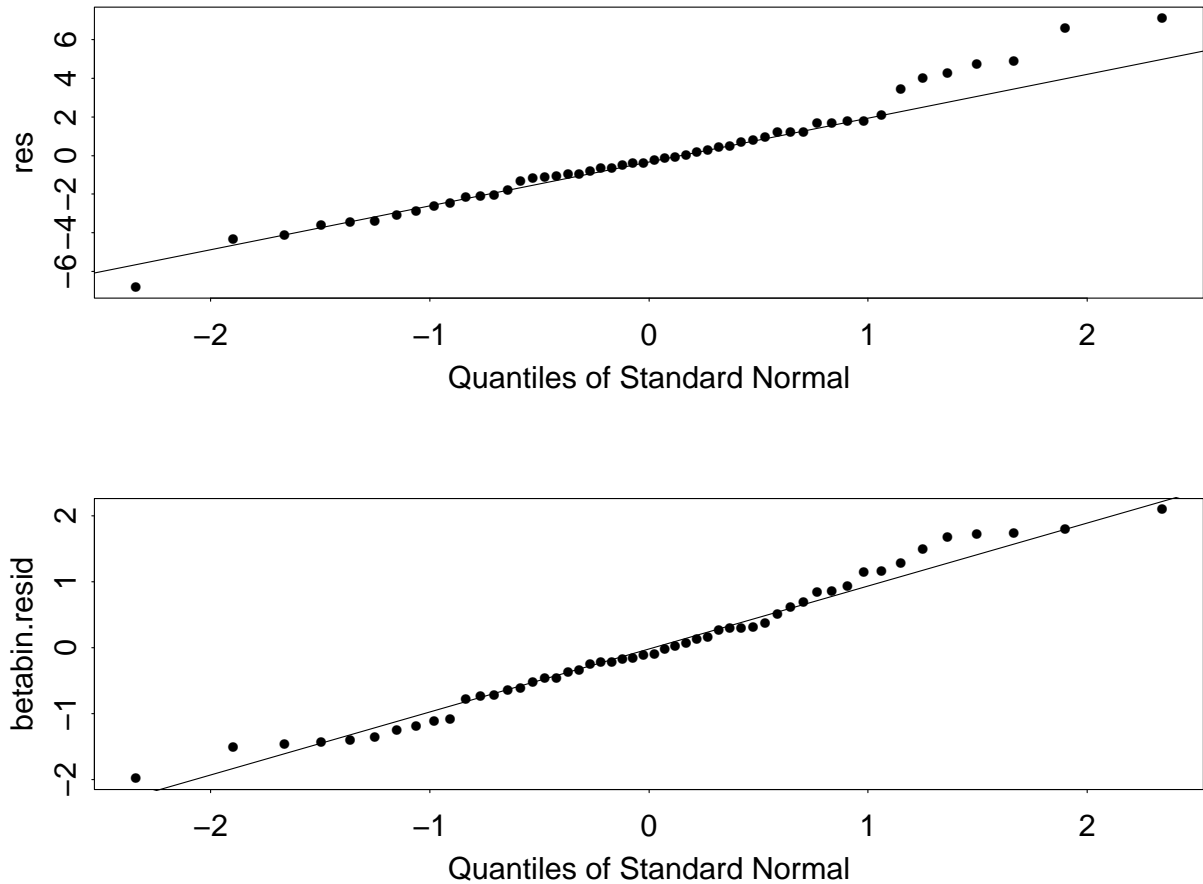 res
6
4
2
0
−2
−4
−6
−2 −1 0 1 2
Quantiles of Standard Normal
betabin.resid
2
1
0
−1
−2
−2 −1 0 1 2
Quantiles of Standard Normal